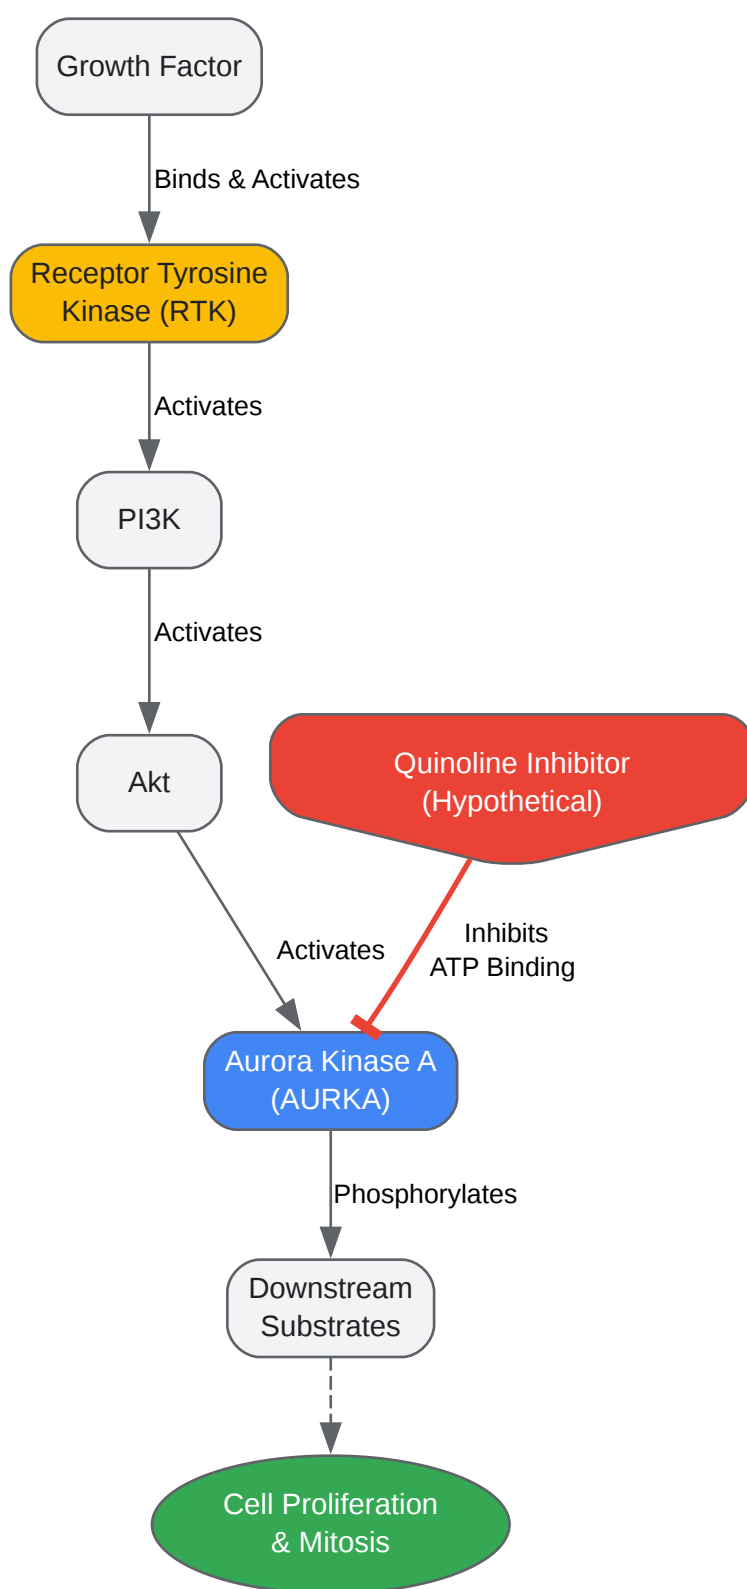 Growth Factor
Binds & Activates
Receptor Tyrosine
Kinase (RTK)
Activates
PI3K
Activates
Akt
Quinoline Inhibitor
(Hypothetical)
Activates
Inhibits
ATP Binding
Aurora Kinase A
(AURKA)
Phosphorylates
Downstream
Substrates
Cell Proliferation
& Mitosis